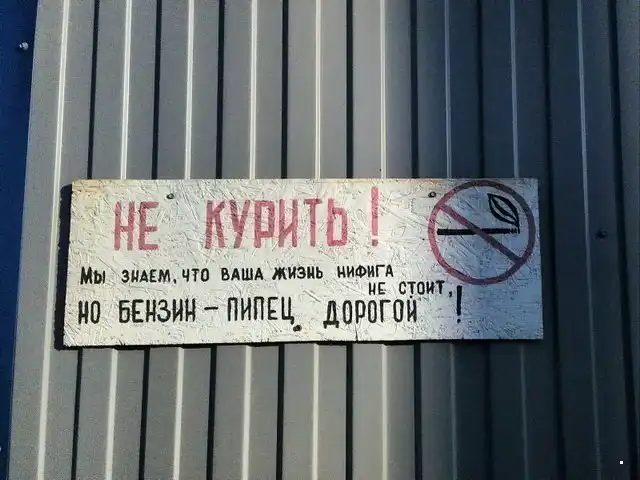 НЕ КУРИТЬ!
Мы знаем, что ваша жизнь нифига
не стоит,
но бензин – пипец, дорогой!